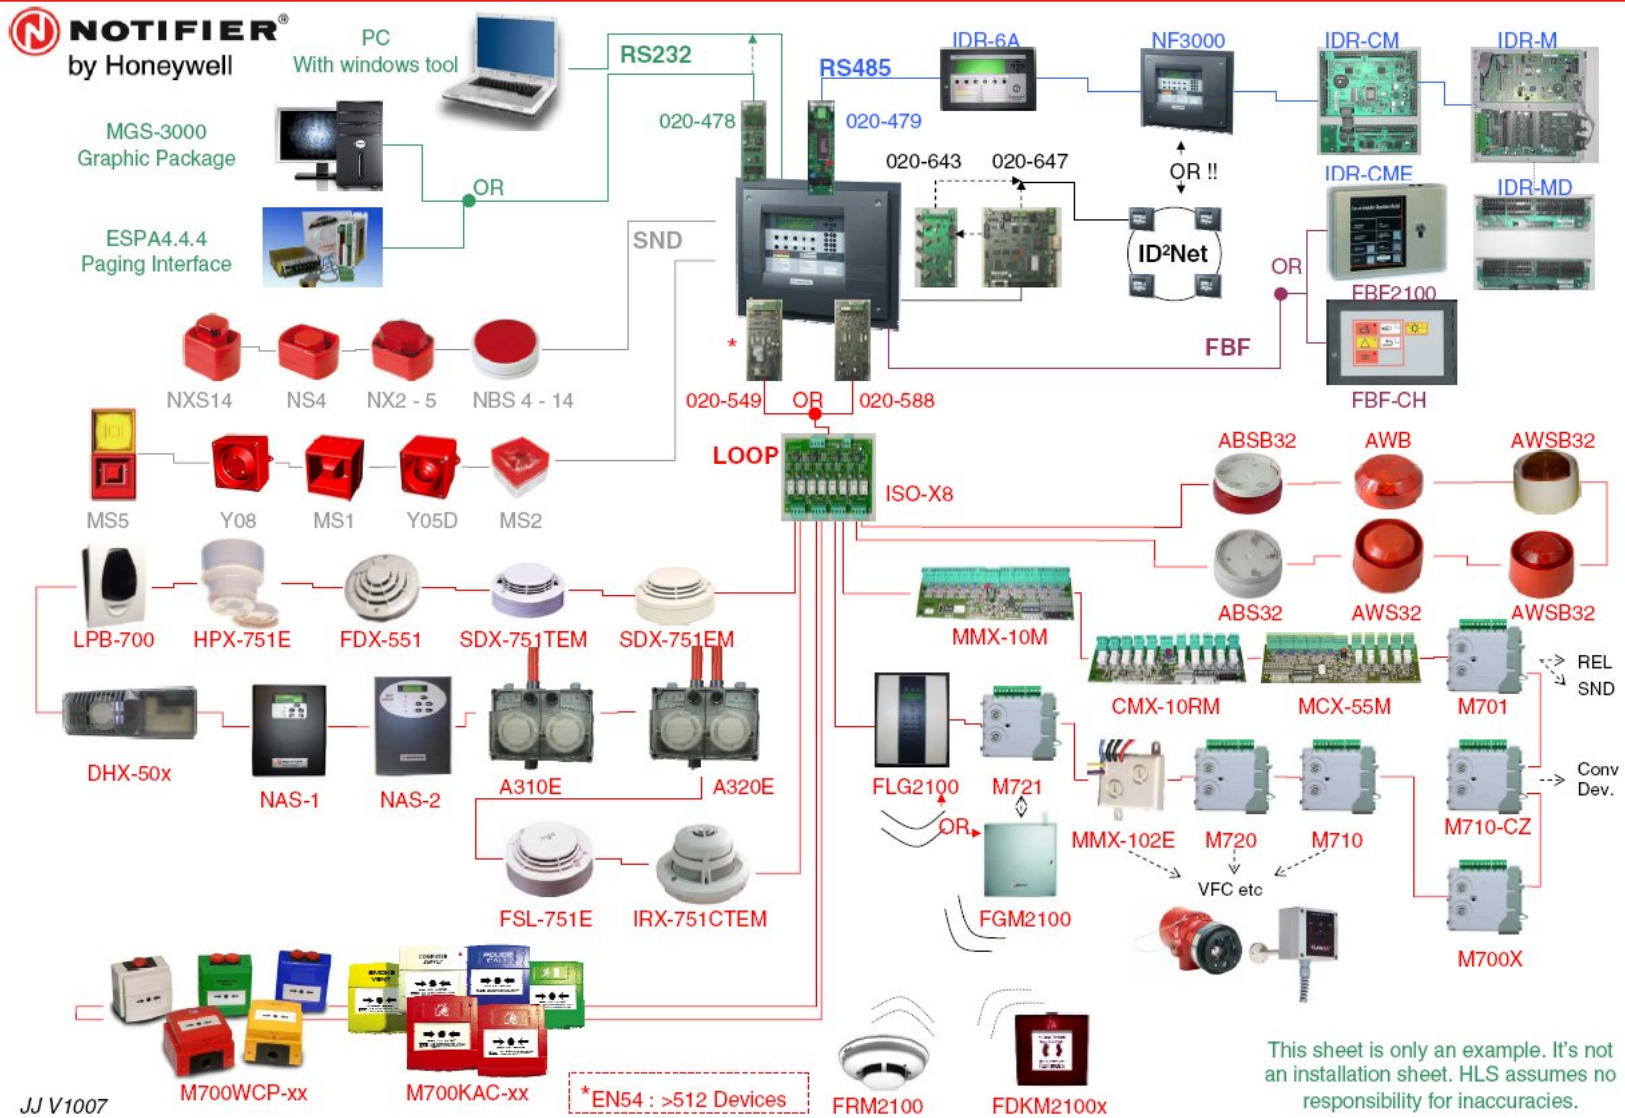 NOTIFIER®
by Honeywell
PC
With windows tool
MGS-3000
Graphic Package
OR
ESPA4.4.4
Paging Interface
RS232
020-478
RS485
020-479
IDR-6A
NF3000
IDR-CM
IDR-M
020-643
020-647
OR !!
ID²Net
IDR-CME
IDR-MD
OR
FBF2100
FBF
FBF-CH
SND
NXS14
NS4
NX2 - 5
NBS 4 - 14
*
020-549
OR
020-588
LOOP
ISO-X8
MS5
Y08
MS1
Y05D
MS2
ABSB32
AWB
AWSB32
ABS32
AWS32
AWSB32
LPB-700
HPX-751E
FDX-551
SDX-751TEM
SDX-751EM
MMX-10M
CMX-10RM
MCX-55M
M701
REL
SND
DHX-50x
NAS-1
NAS-2
A310E
A320E
FLG2100
M721
OR
MMX-102E
M720
M710
M710-CZ
Conv
Dev.
VFC etc
FSL-751E
IRX-751CTEM
FGM2100
M700X
SMOKE
VENT
COMPUTER
SUPPLY
POLICE
CALL
M700WCP-xx
M700KAC-xx
*EN54 : >512 Devices
FRM2100
FDKM2100x
This sheet is only an example. It's not
an installation sheet. HLS assumes no
responsibility for inaccuracies.
JJ V1007